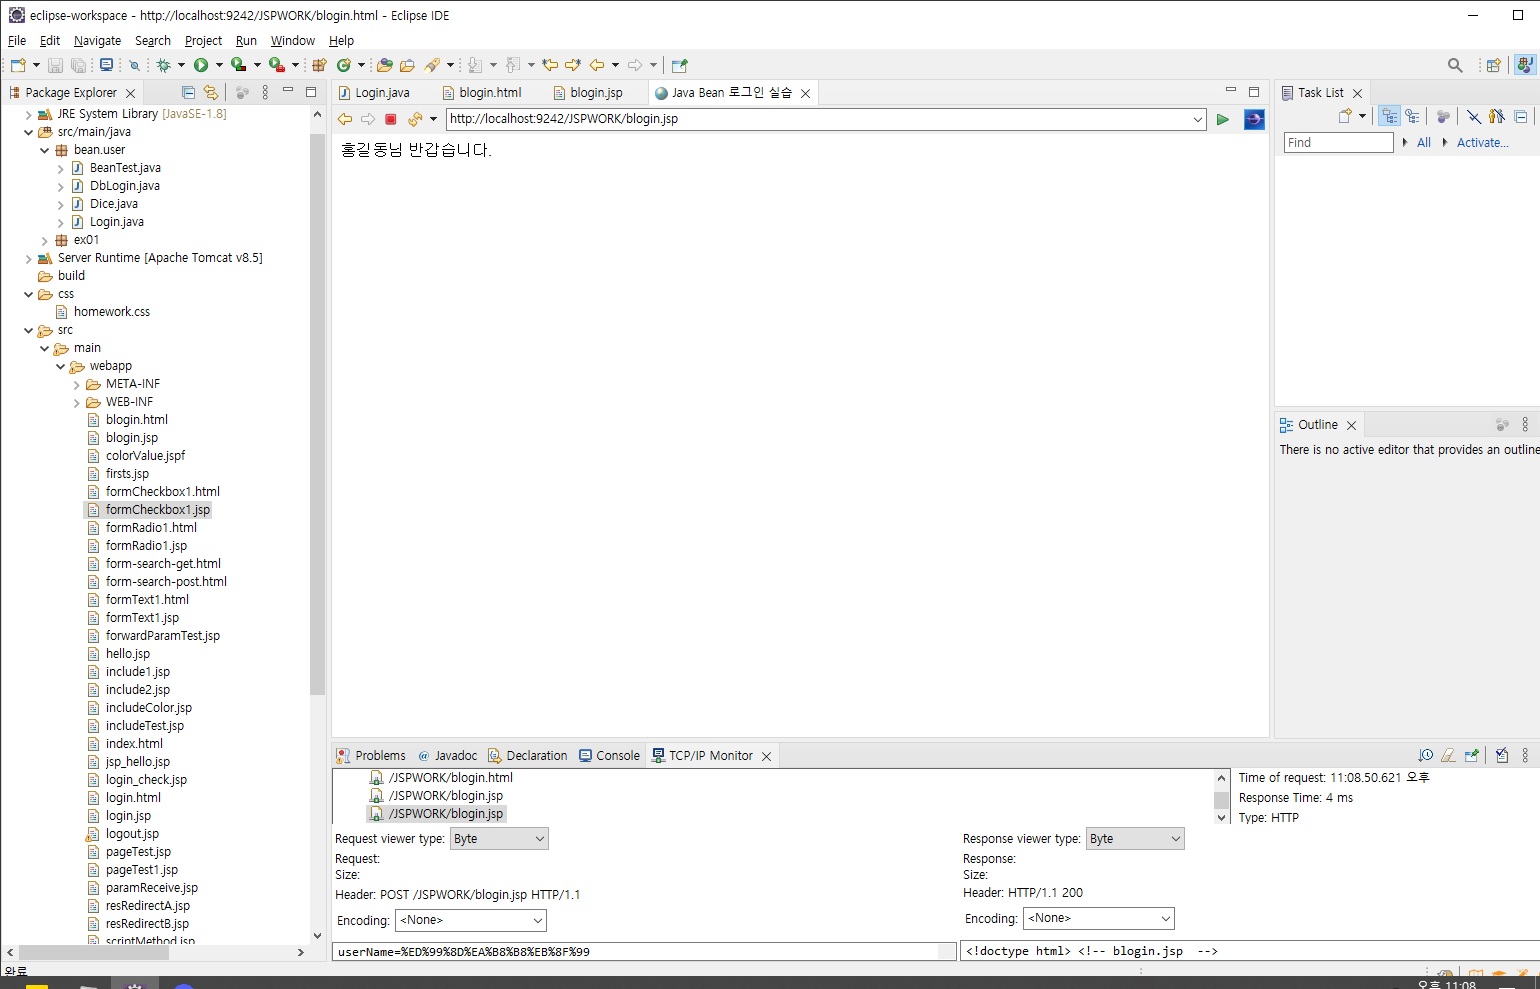 eclipse-workspace - http://localhost:9242/JSPWORK/blogin.html - Eclipse IDE
File Edit Navigate Search Project Run Window Help
Package Explorer
JRE System Library [JavaSE-1.8]
src/main/java
bean.user
BeanTest.java
DbLogin.java
Dice.java
Login.java
ex01
Server Runtime [Apache Tomcat v8.5]
build
css
homework.css
src
main
webapp
META-INF
WEB-INF
blogin.html
blogin.jsp
colorValue.jspf
firsts.jsp
formCheckbox1.html
formCheckbox1.jsp
formRadio1.html
formRadio1.jsp
form-search-get.html
form-search-post.html
formText1.html
formText1.jsp
forwardParamTest.jsp
hello.jsp
include1.jsp
include2.jsp
includeColor.jsp
includeTest.jsp
index.html
jsp_hello.jsp
login_check.jsp
login.html
login.jsp
logout.jsp
pageTest.jsp
pageTest1.jsp
paramReceive.jsp
resRedirectA.jsp
resRedirectB.jsp
scriptMethod.jsp
Login.java blogin.html blogin.jsp Java Bean 로그인 실습
http://localhost:9242/JSPWORK/blogin.jsp
홍길동님 반갑습니다.
Task List
Find All Activate...
Outline
There is no active editor that provides an outline
Problems @ Javadoc Declaration Console TCP/IP Monitor
/JSPWORK/blogin.html
/JSPWORK/blogin.jsp
/JSPWORK/blogin.jsp
Time of request: 11:08.50.621 오후
Response Time: 4 ms
Type: HTTP
Request viewer type: Byte
Request:
Size:
Header: POST /JSPWORK/blogin.jsp HTTP/1.1
Encoding: <None>
userName=%ED%99%8D%EA%B8%B8%EB%8F%99
Response viewer type: Byte
Response:
Size:
Header: HTTP/1.1 200
Encoding: <None>
<!doctype html> <!-- blogin.jsp  -->
완료
오후 11:08